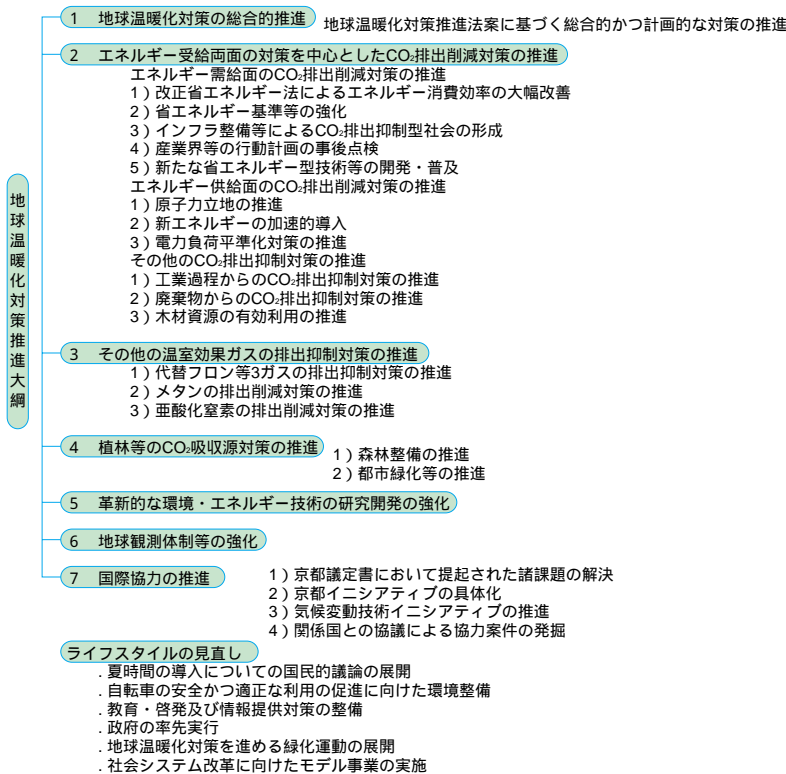 地球温暖化対策推進大綱
1 地球温暖化対策の総合的推進 地球温暖化対策推進法案に基づく総合的かつ計画的な対策の推進
2 エネルギー受給両面の対策を中心としたCO₂排出削減対策の推進
エネルギー需給面のCO₂排出削減対策の推進
1）改正省エネルギー法によるエネルギー消費効率の大幅改善
2）省エネルギー基準等の強化
3）インフラ整備等によるCO₂排出抑制型社会の形成
4）産業界等の行動計画の事後点検
5）新たな省エネルギー型技術等の開発・普及
エネルギー供給面のCO₂排出削減対策の推進
1）原子力立地の推進
2）新エネルギーの加速的導入
3）電力負荷平準化対策の推進
その他のCO₂排出抑制対策の推進
1）工業過程からのCO₂排出抑制対策の推進
2）廃棄物からのCO₂排出抑制対策の推進
3）木材資源の有効利用の推進
3 その他の温室効果ガスの排出抑制対策の推進
1）代替フロン等3ガスの排出抑制対策の推進
2）メタンの排出削減対策の推進
3）亜酸化窒素の排出削減対策の推進
4 植林等のCO₂吸収源対策の推進
1）森林整備の推進
2）都市緑化等の推進
5 革新的な環境・エネルギー技術の研究開発の強化
6 地球観測体制等の強化
7 国際協力の推進
1）京都議定書において提起された諸課題の解決
2）京都イニシアティブの具体化
3）気候変動技術イニシアティブの推進
4）関係国との協議による協力案件の発掘
ライフスタイルの見直し
. 夏時間の導入についての国民的議論の展開
. 自転車の安全かつ適正な利用の促進に向けた環境整備
. 教育・啓発及び情報提供対策の整備
. 政府の率先実行
. 地球温暖化対策を進める緑化運動の展開
. 社会システム改革に向けたモデル事業の実施